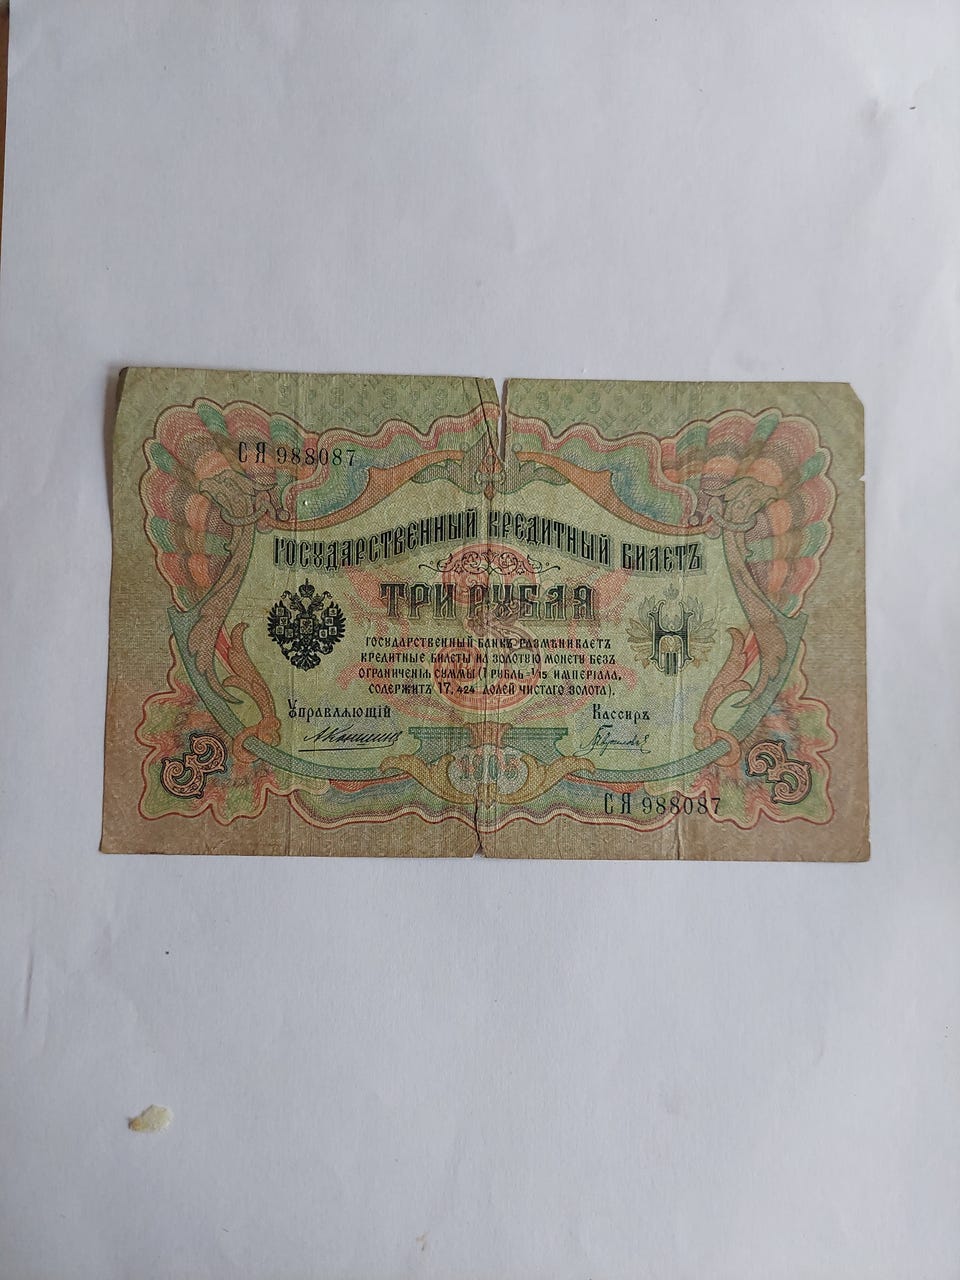 СЯ 988087
ГОСУДАРСТВЕННЫЙ КРЕДИТНЫЙ БИЛЕТЪ
ТРИ РУБЛЯ
ГОСУДАРСТВЕННЫЙ БАНКЪ РАЗМѢНИВАЕТЪ
КРЕДИТНЫЕ БИЛЕТЫ НА ЗОЛОТУЮ МОНЕТУ БЕЗЪ
ОГРАНИЧЕНІЯ СУММЫ (1 РУБЛЬ = 1/15 ИМПЕРІАЛА,
СОДЕРЖИТЪ 17,424 ДОЛЕЙ ЧИСТАГО ЗОЛОТА).
Управляющій
Кассиръ
3
1905
3
СЯ 988087